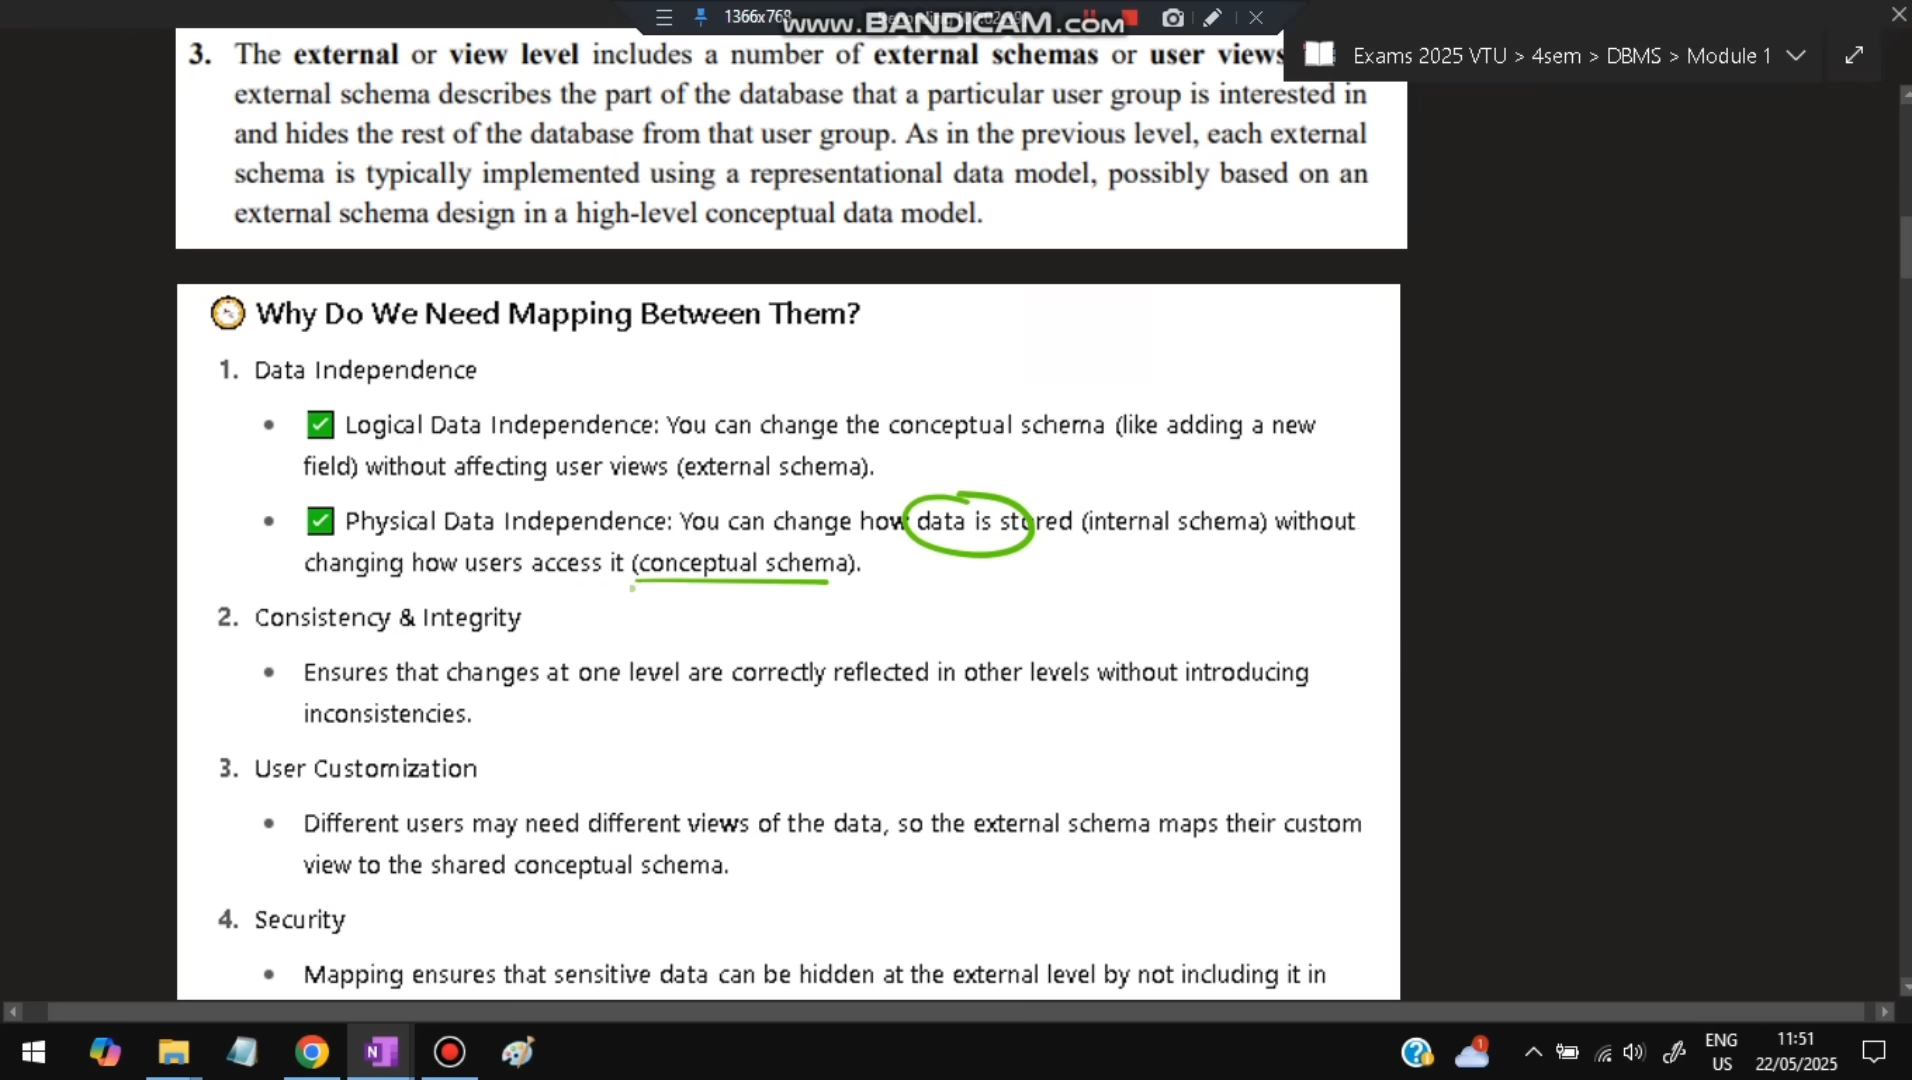 1366x768
www.BANDICAM.com
3. The external or view level includes a number of external schemas or user views
Exams 2025 VTU > 4sem > DBMS > Module 1
external schema describes the part of the database that a particular user group is interested in
and hides the rest of the database from that user group. As in the previous level, each external
schema is typically implemented using a representational data model, possibly based on an
external schema design in a high-level conceptual data model.
Why Do We Need Mapping Between Them?
1. Data Independence
• ✅ Logical Data Independence: You can change the conceptual schema (like adding a new
field) without affecting user views (external schema).
• ✅ Physical Data Independence: You can change how data is stored (internal schema) without
changing how users access it (conceptual schema).
2. Consistency & Integrity
• Ensures that changes at one level are correctly reflected in other levels without introducing
inconsistencies.
3. User Customization
• Different users may need different views of the data, so the external schema maps their custom
view to the shared conceptual schema.
4. Security
• Mapping ensures that sensitive data can be hidden at the external level by not including it in
N
1
ENG
US
11:51
22/05/2025